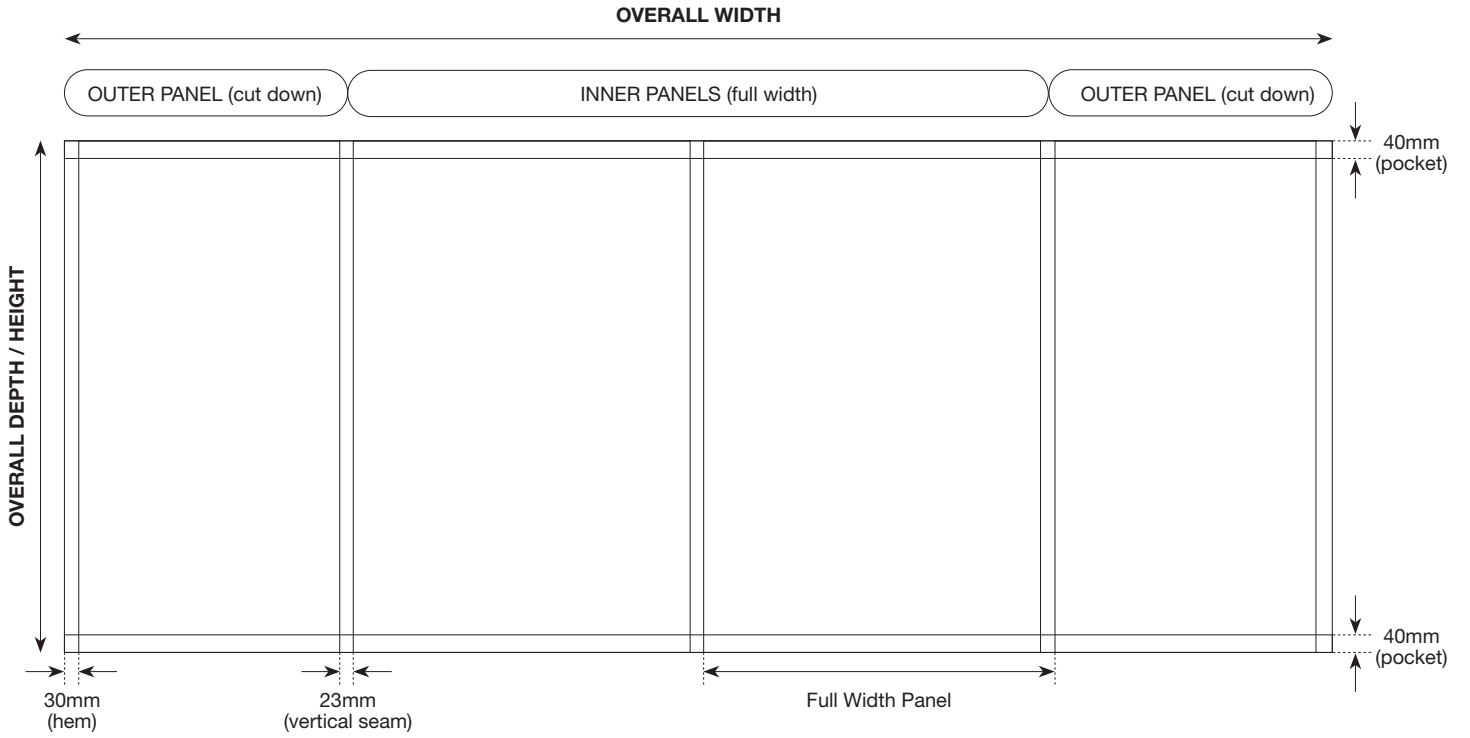 OVERALL WIDTH
OUTER PANEL (cut down)
INNER PANELS (full width)
OUTER PANEL (cut down)
40mm
(pocket)
OVERALL DEPTH / HEIGHT
40mm
(pocket)
30mm
(hem)
23mm
(vertical seam)
Full Width Panel